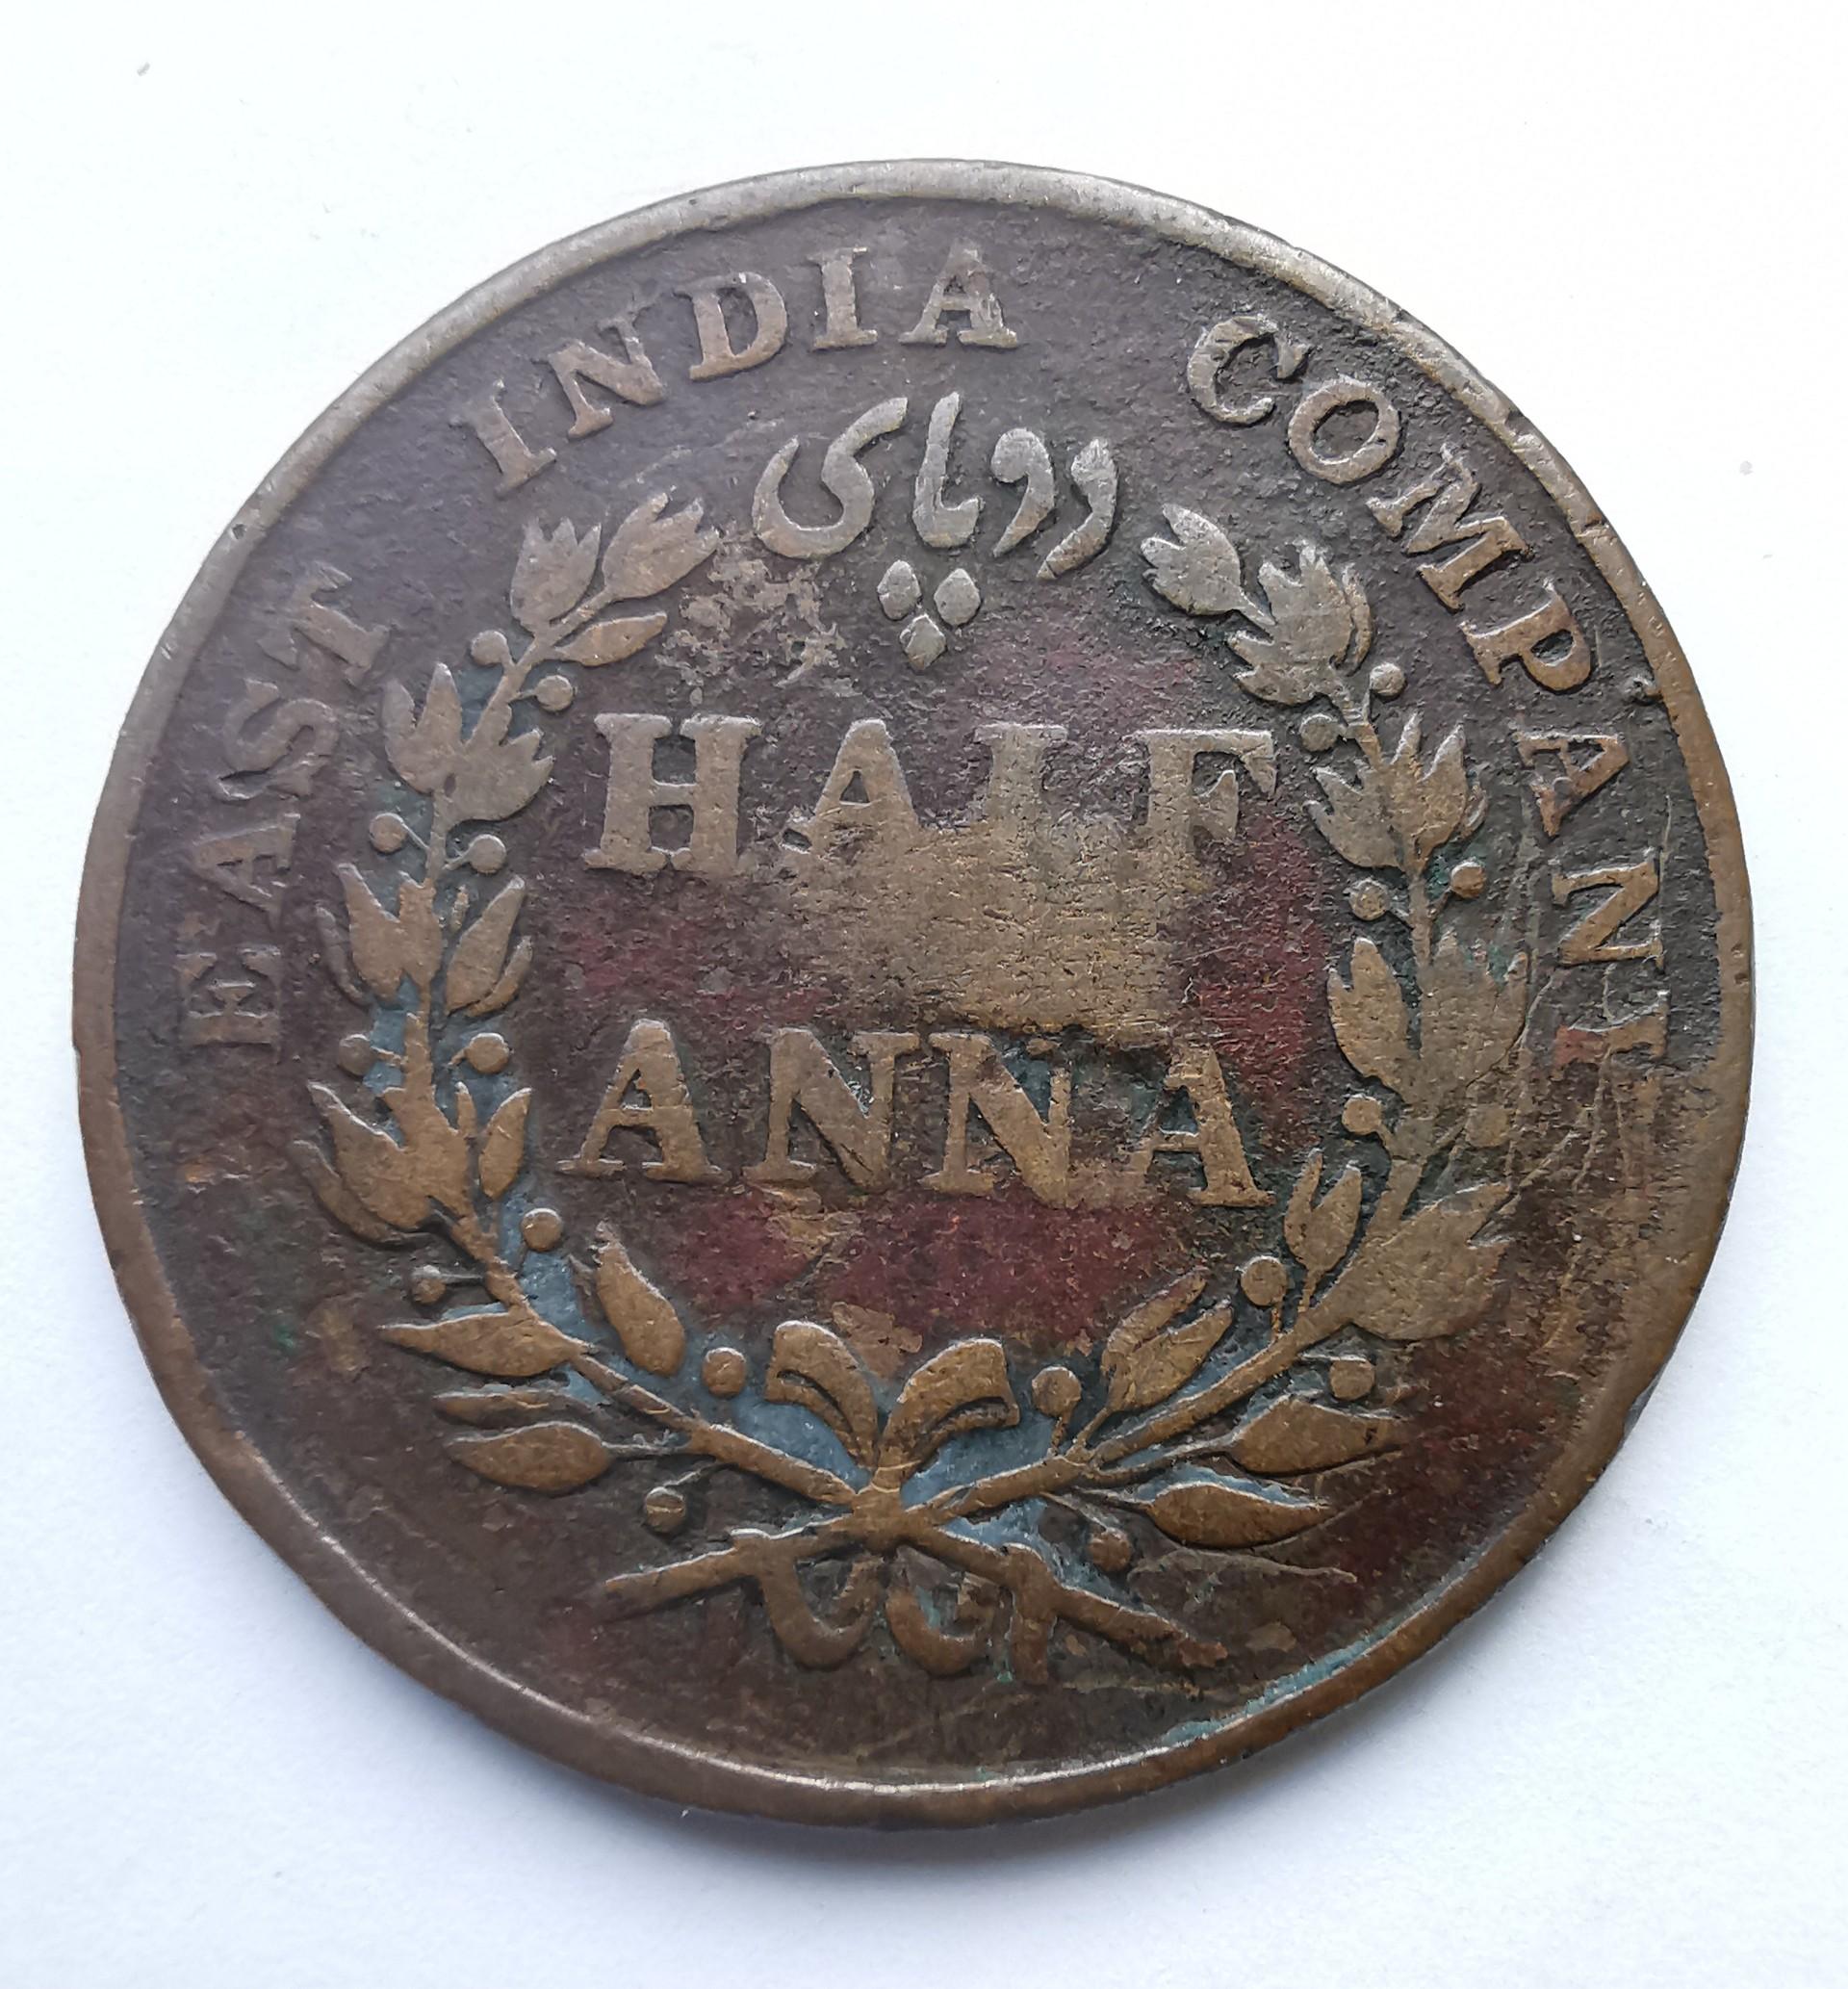 EAST INDIA COMPANY
دو پای
HALF
ANNA